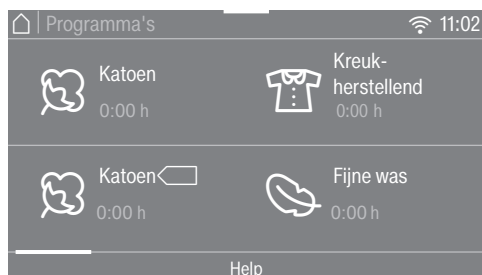 Programma's 11:02
Katoen
0:00 h
Kreuk-
herstellend
0:00 h
Katoen
0:00 h
Fijne was
0:00 h
Help